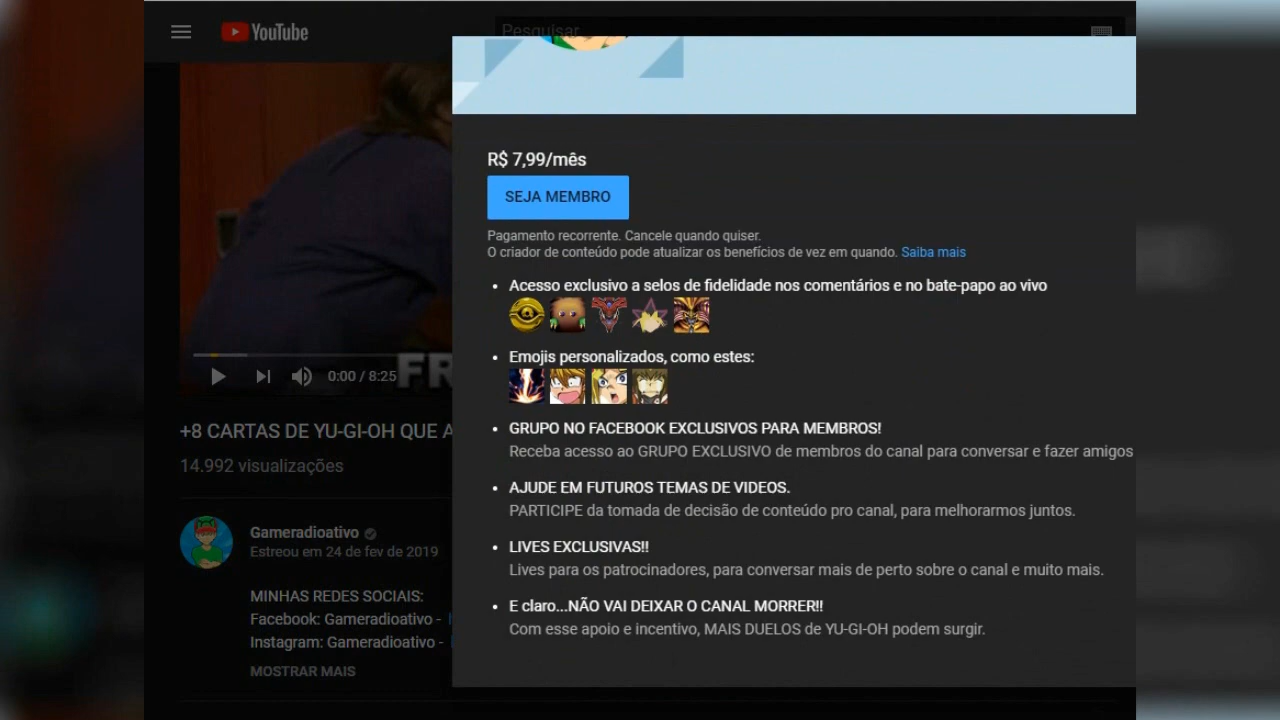 YouTube
Pesquisar
R$ 7,99/mês
SEJA MEMBRO
Pagamento recorrente. Cancele quando quiser.
O criador de conteúdo pode atualizar os benefícios de vez em quando. Saiba mais
Acesso exclusivo a selos de fidelidade nos comentários e no bate-papo ao vivo
Emojis personalizados, como estes:
GRUPO NO FACEBOOK EXCLUSIVOS PARA MEMBROS!
Receba acesso ao GRUPO EXCLUSIVO de membros do canal para conversar e fazer amigos
AJUDE EM FUTUROS TEMAS DE VIDEOS.
PARTICIPE da tomada de decisão de conteúdo pro canal, para melhorarmos juntos.
LIVES EXCLUSIVAS!!
Lives para os patrocinadores, para conversar mais de perto sobre o canal e muito mais.
E claro...NÃO VAI DEIXAR O CANAL MORRER!!
Com esse apoio e incentivo, MAIS DUELOS de YU-GI-OH podem surgir.
0:00 / 8:25
FR
+8 CARTAS DE YU-GI-OH QUE A
14.992 visualizações
Gameradioativo
Estreou em 24 de fev de 2019
MINHAS REDES SOCIAIS:
Facebook: Gameradioativo -
Instagram: Gameradioativo -
MOSTRAR MAIS